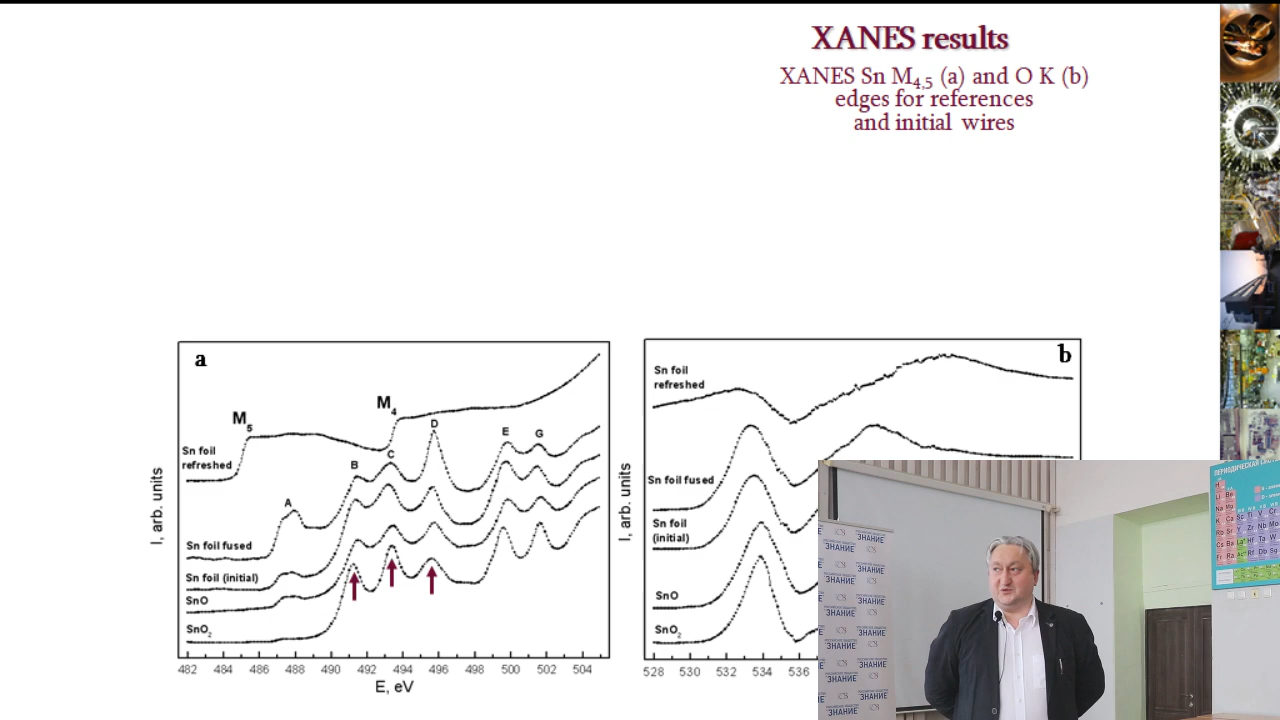 XANES results
XANES Sn M4,5 (a) and O K (b)
edges for references
and initial wires
a
M5
M4
A
B
C
D
E
G
Sn foil
refreshed
Sn foil fused
Sn foil (initial)
SnO
SnO2
I, arb. units
482 484 486 488 490 492 494 496 498 500 502 504
E, eV
b
Sn foil
refreshed
Sn foil fused
Sn foil
(initial)
SnO
SnO2
I, arb. units
528 530 532 534 536
ЗНАНИЕ
ЗНАНИЕ
ЗНАНИЕ
ЗНАНИЕ
ЗНАНИЕ
ЗНАНИЕ
ЗНАНИЕ
ЗНАНИЕ
ПЕРИОДИЧЕСКАЯ